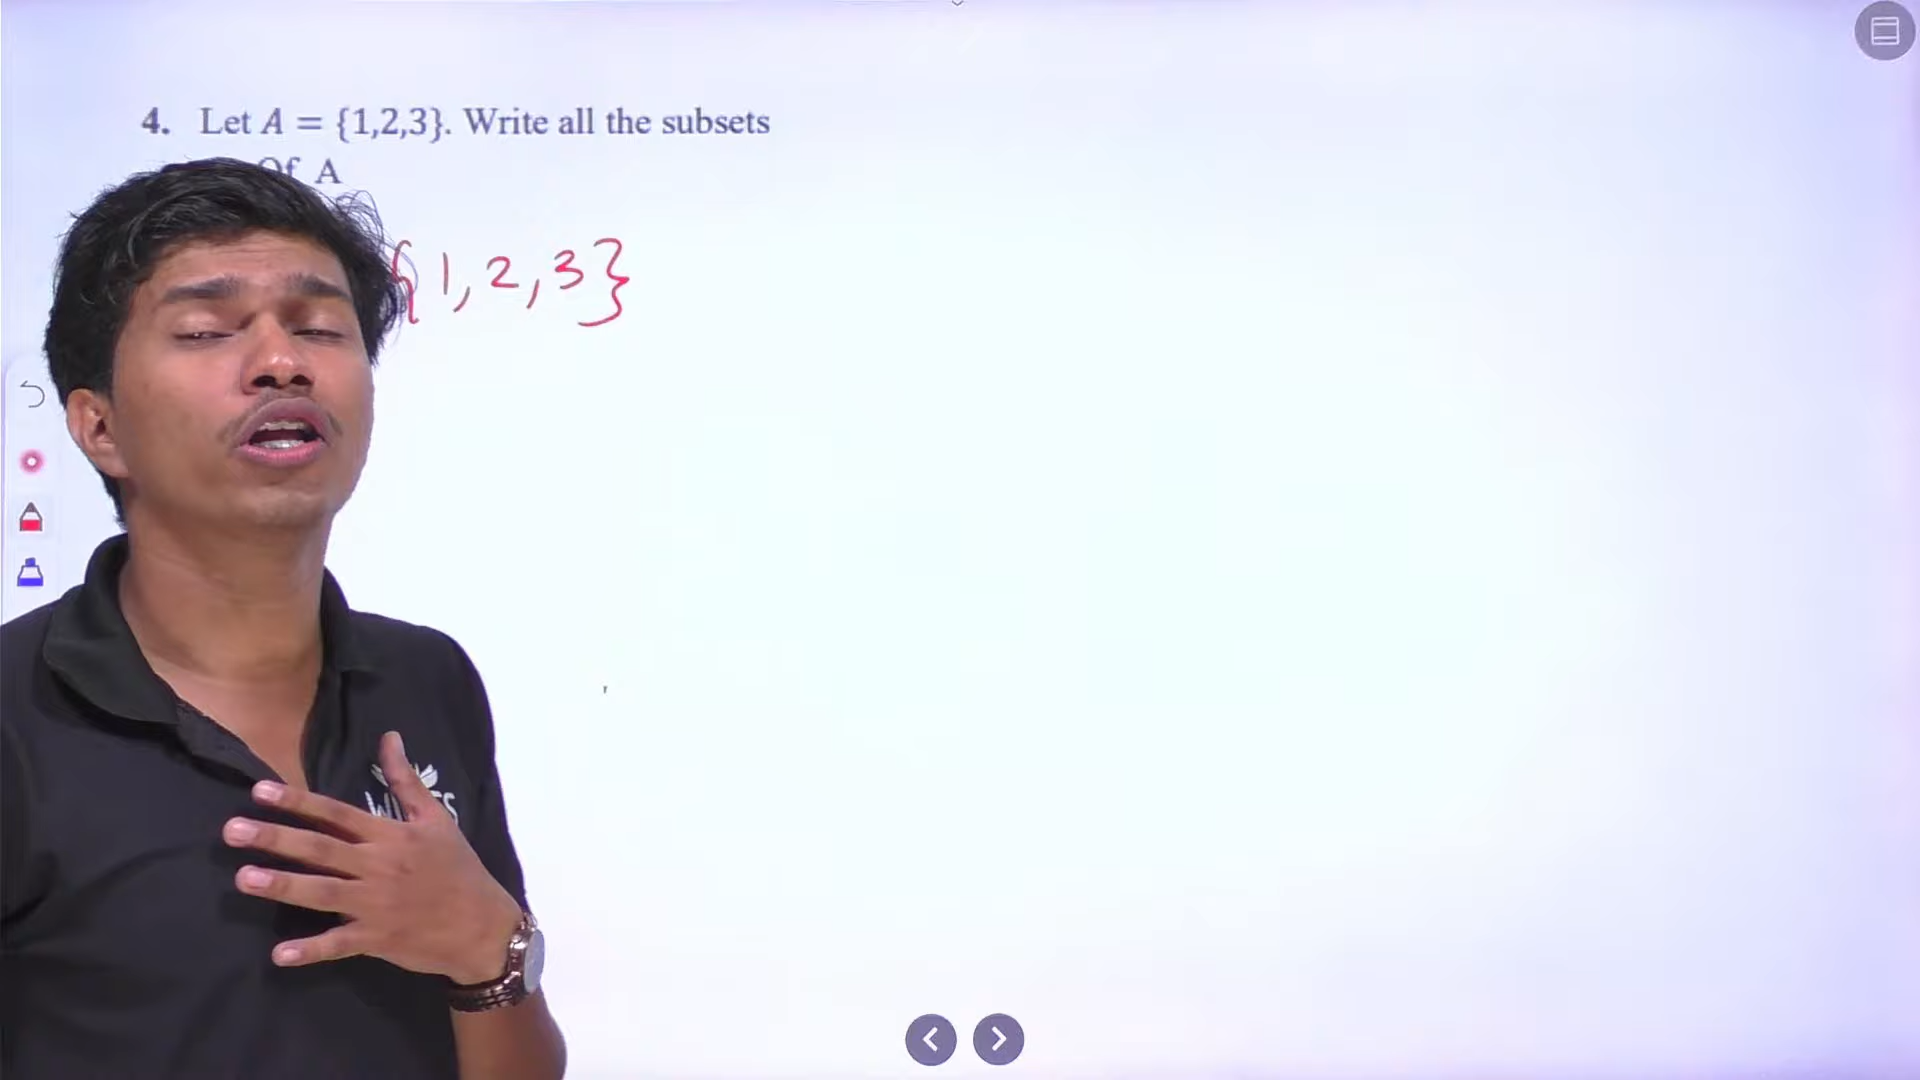 4. Let A = {1,2,3}. Write all the subsets
Of A
{1, 2, 3}